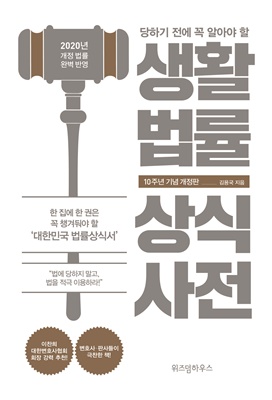 당하기 전에 꼭 알아야 할
2020년
개정 법률
완벽 반영
생활
법률
10주년 기념 개정판
김용국 지음
상식
사전
한 집에 한 권은
꼭 챙겨둬야 할
‘대한민국 법률상식서’
“법에 당하지 말고,
법을 적극 이용하라!”
이찬희
대한변호사협회
회장 강력 추천!
변호사·판사들이
극찬한 책!
위즈덤하우스